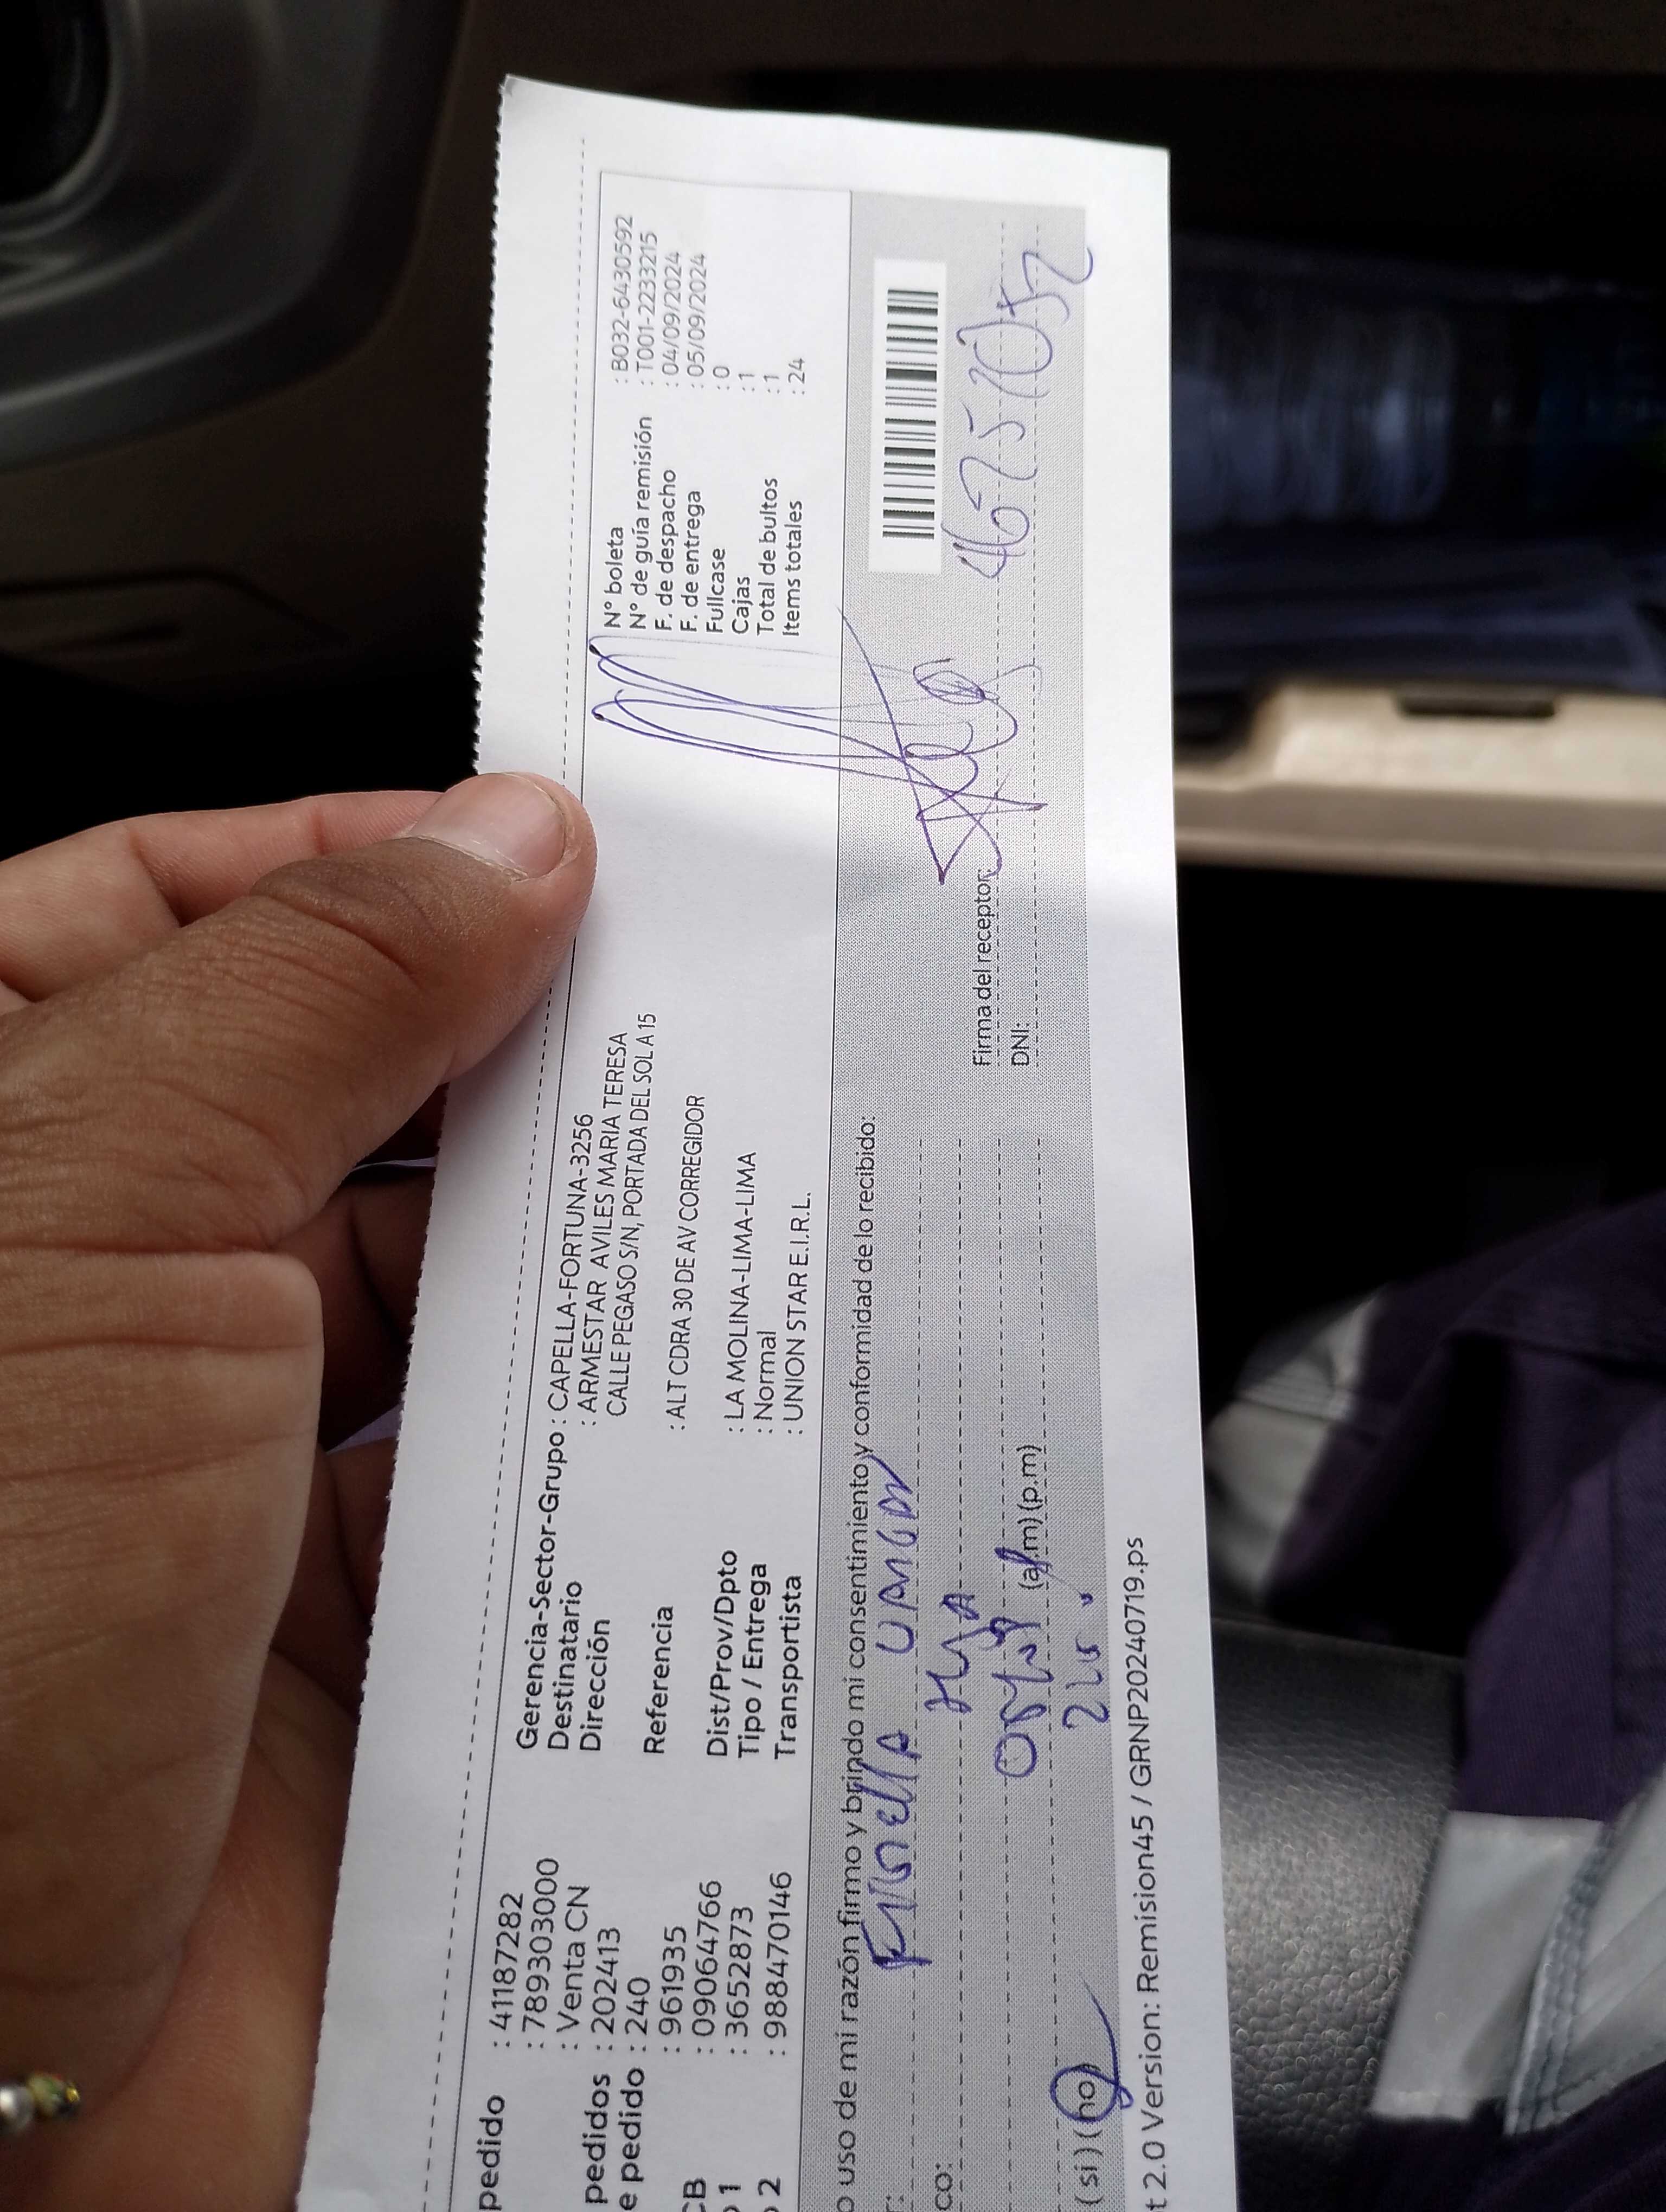 pedido : 41187282
: 789303000
: Venta CN
pedidos : 202413
e pedido : 240
: 961935
CB : 09064766
1 : 3652873
2 : 988470146
Gerencia-Sector-Grupo : CAPELLA-FORTUNA-3256
Destinatario : ARMESTAR AVILES MARIA TERESA
Dirección CALLE PEGASO S/N, PORTADA DEL SOL A 15
Referencia : ALT CDRA 30 DE AV CORREGIDOR
Dist/Prov/Dpto : LA MOLINA-LIMA-LIMA
Tipo / Entrega : Normal
Transportista : UNION STAR E.I.R.L.
N° boleta : B032-6430592
N° de guía remisión : T001-2233215
F. de despacho : 04/09/2024
F. de entrega : 05/09/2024
Fullcase : 0
Cajas : 1
Total de bultos : 1
Items totales : 24
o uso de mi razón firmo y brindo mi consentimiento y conformidad de lo recibido:
r:
co: HIJA
(a.m) (p.m)
(si) (no)
Firma del receptor:
DNI:
t 2.0 Version: Remision45 / GRNP20240719.ps